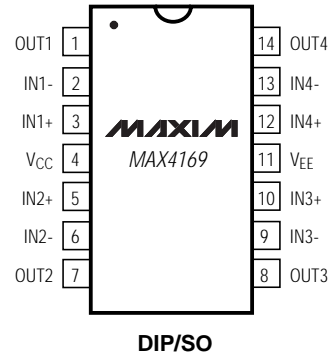 OUT1 1 14 OUT4
IN1- 2 13 IN4-
IN1+ 3 MAXIM 12 IN4+
VCC 4 MAX4169 11 VEE
IN2+ 5 10 IN3+
IN2- 6 9 IN3-
OUT2 7 8 OUT3
DIP/SO